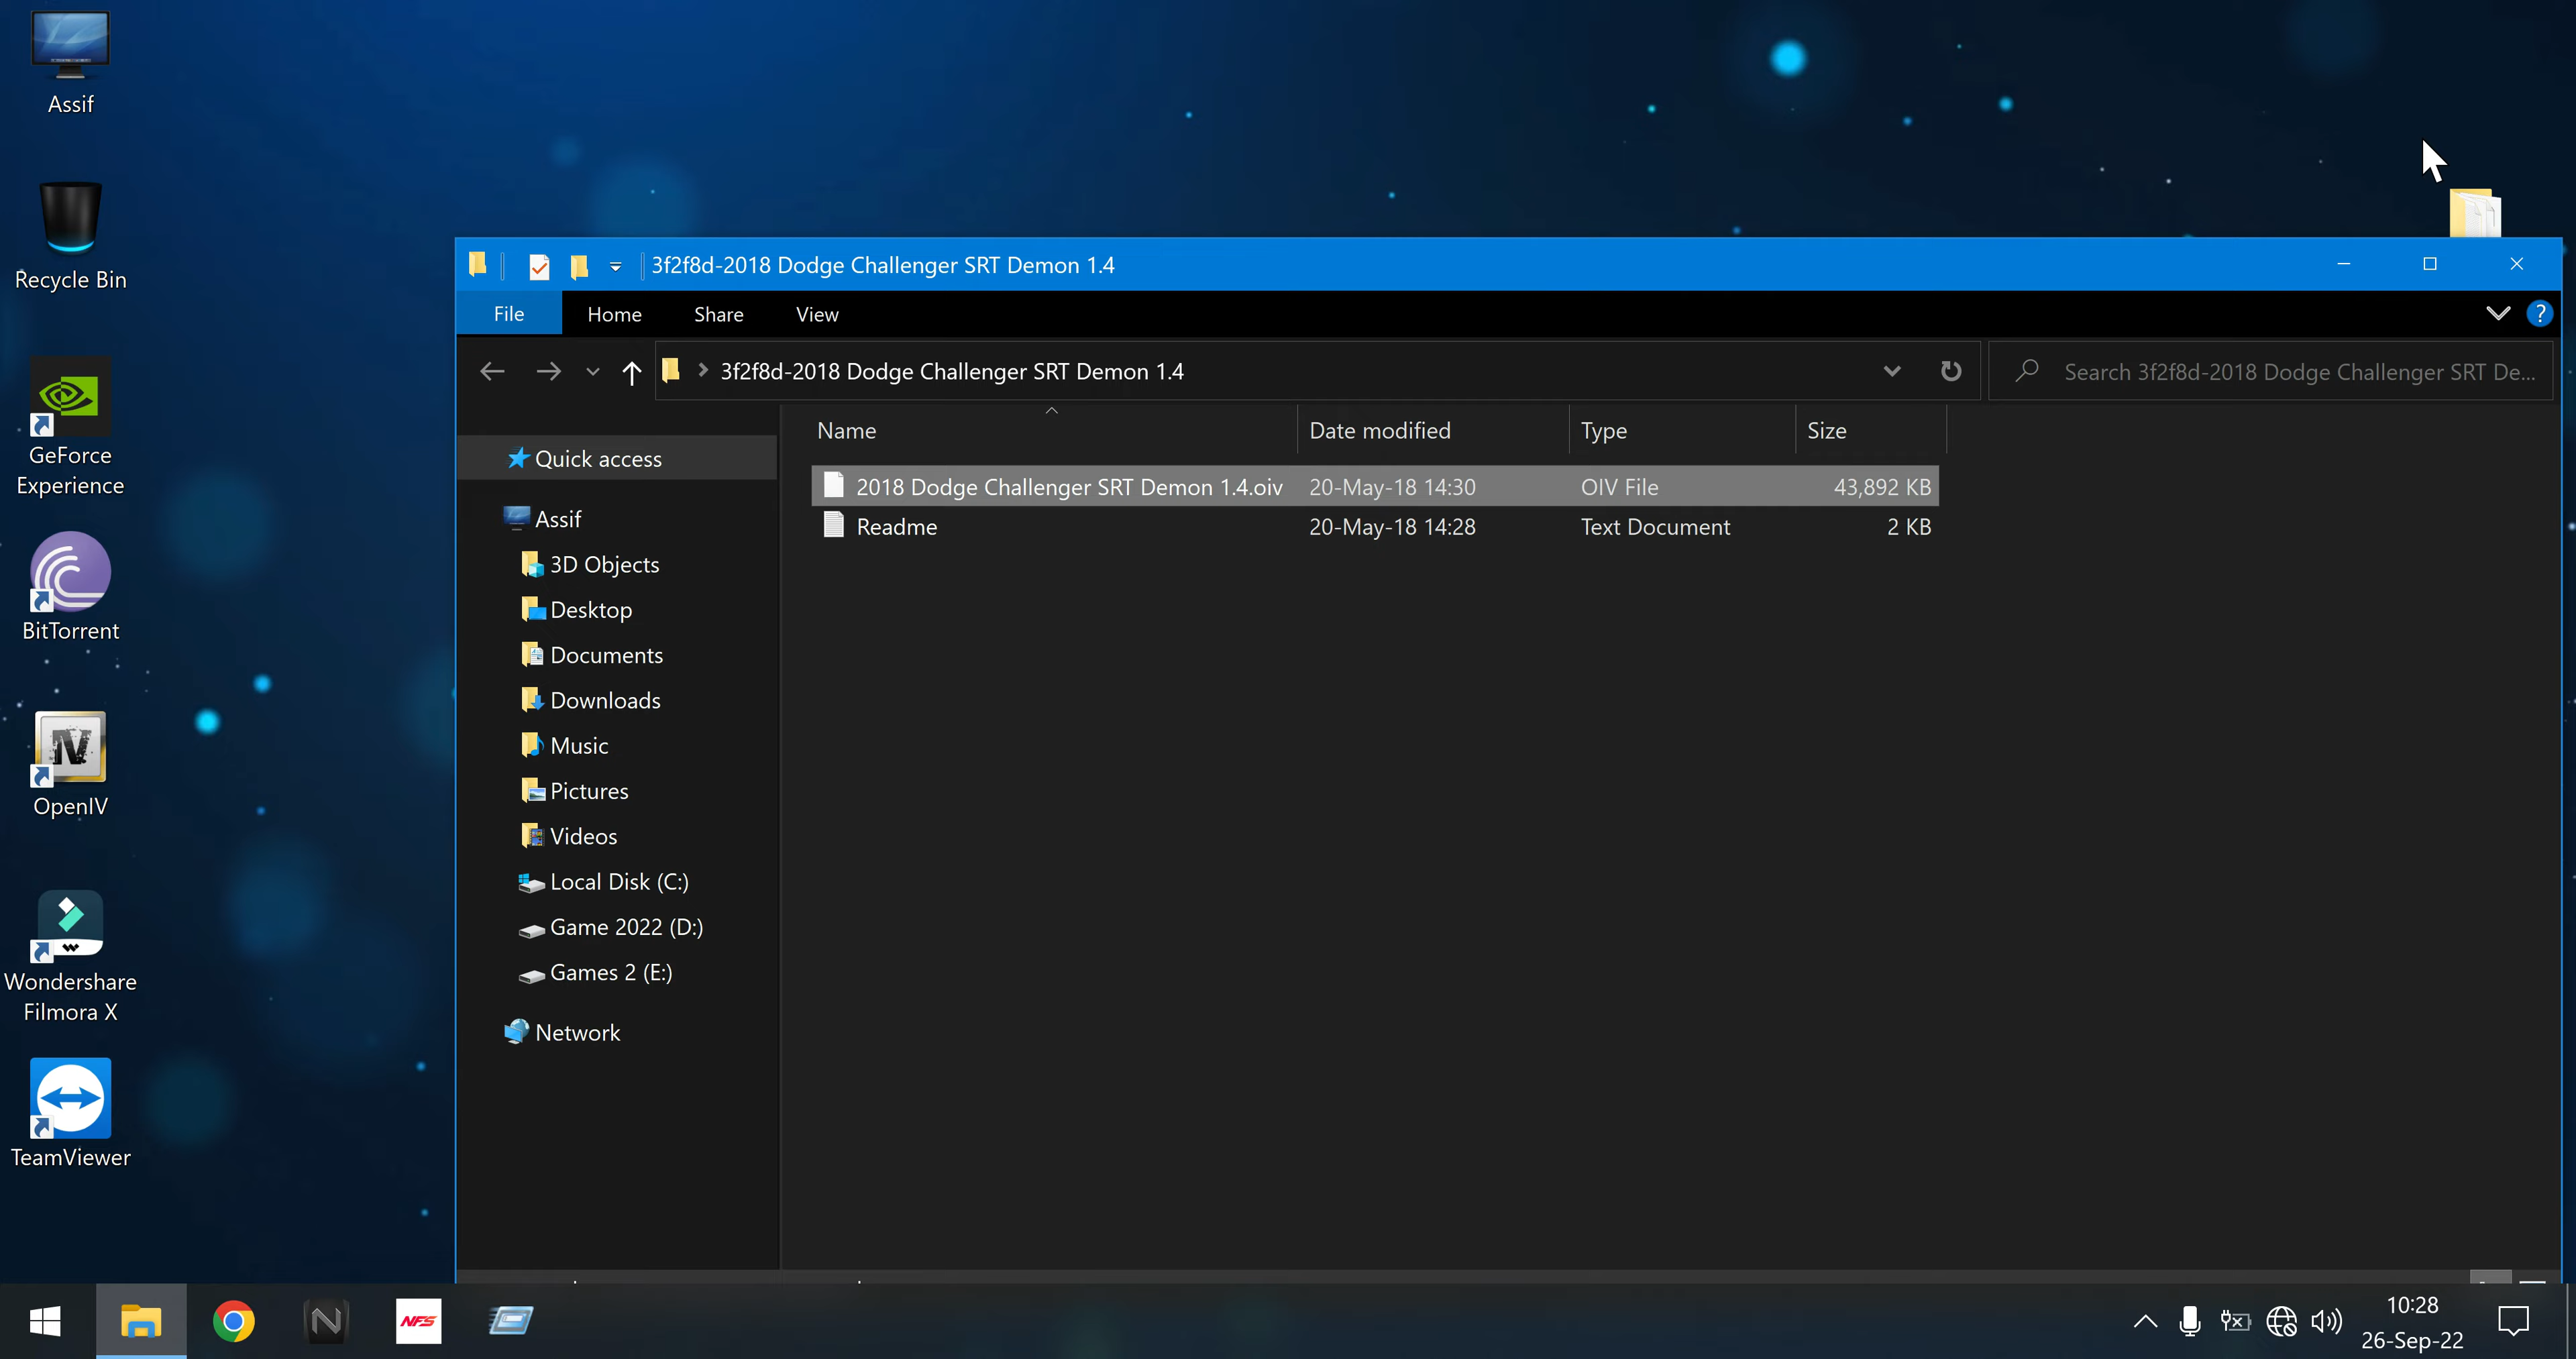 Assif
Recycle Bin
GeForce
Experience
BitTorrent
OpenIV
Wondershare
Filmora X
TeamViewer
3f2f8d-2018 Dodge Challenger SRT Demon 1.4
File Home Share View
?
3f2f8d-2018 Dodge Challenger SRT Demon 1.4
Search 3f2f8d-2018 Dodge Challenger SRT De...
Name Date modified Type Size
2018 Dodge Challenger SRT Demon 1.4.oiv 20-May-18 14:30 OIV File 43,892 KB
Readme 20-May-18 14:28 Text Document 2 KB
Quick access
Assif
3D Objects
Desktop
Documents
Downloads
Music
Pictures
Videos
Local Disk (C:)
Game 2022 (D:)
Games 2 (E:)
Network
NFS
10:28
26-Sep-22